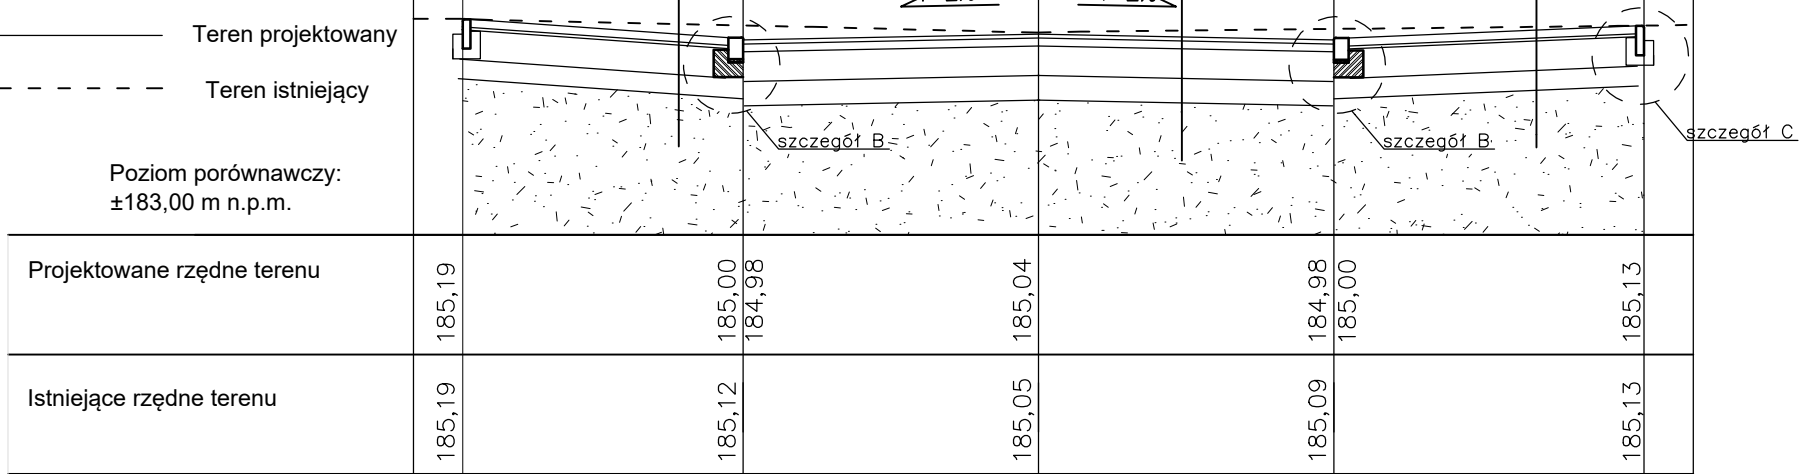 Teren projektowany
Teren istniejący
szczegół B
szczegół B
szczegół C
Poziom porównawczy:
±183,00 m n.p.m.
Projektowane rzędne terenu
185,19
185,00
184,98
185,04
184,98
185,00
185,13
Istniejące rzędne terenu
185,19
185,12
185,05
185,09
185,13